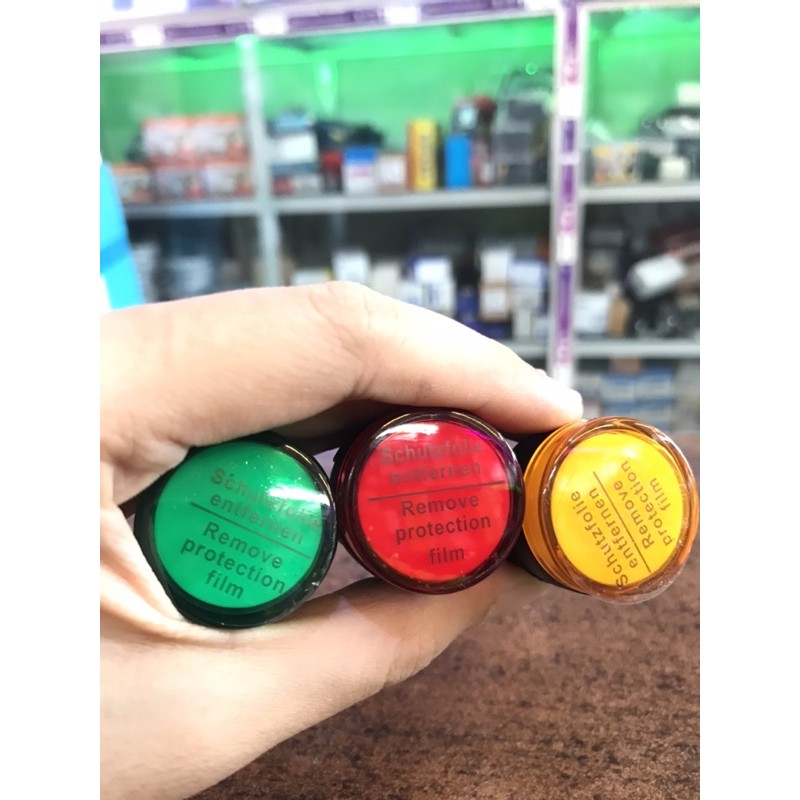 Schutzfolie
entfernen
Remove
protection
film
Schutzfolie
entfernen
Remove
protection
film
Schutzfolie
entfernen
Remove
protection
film